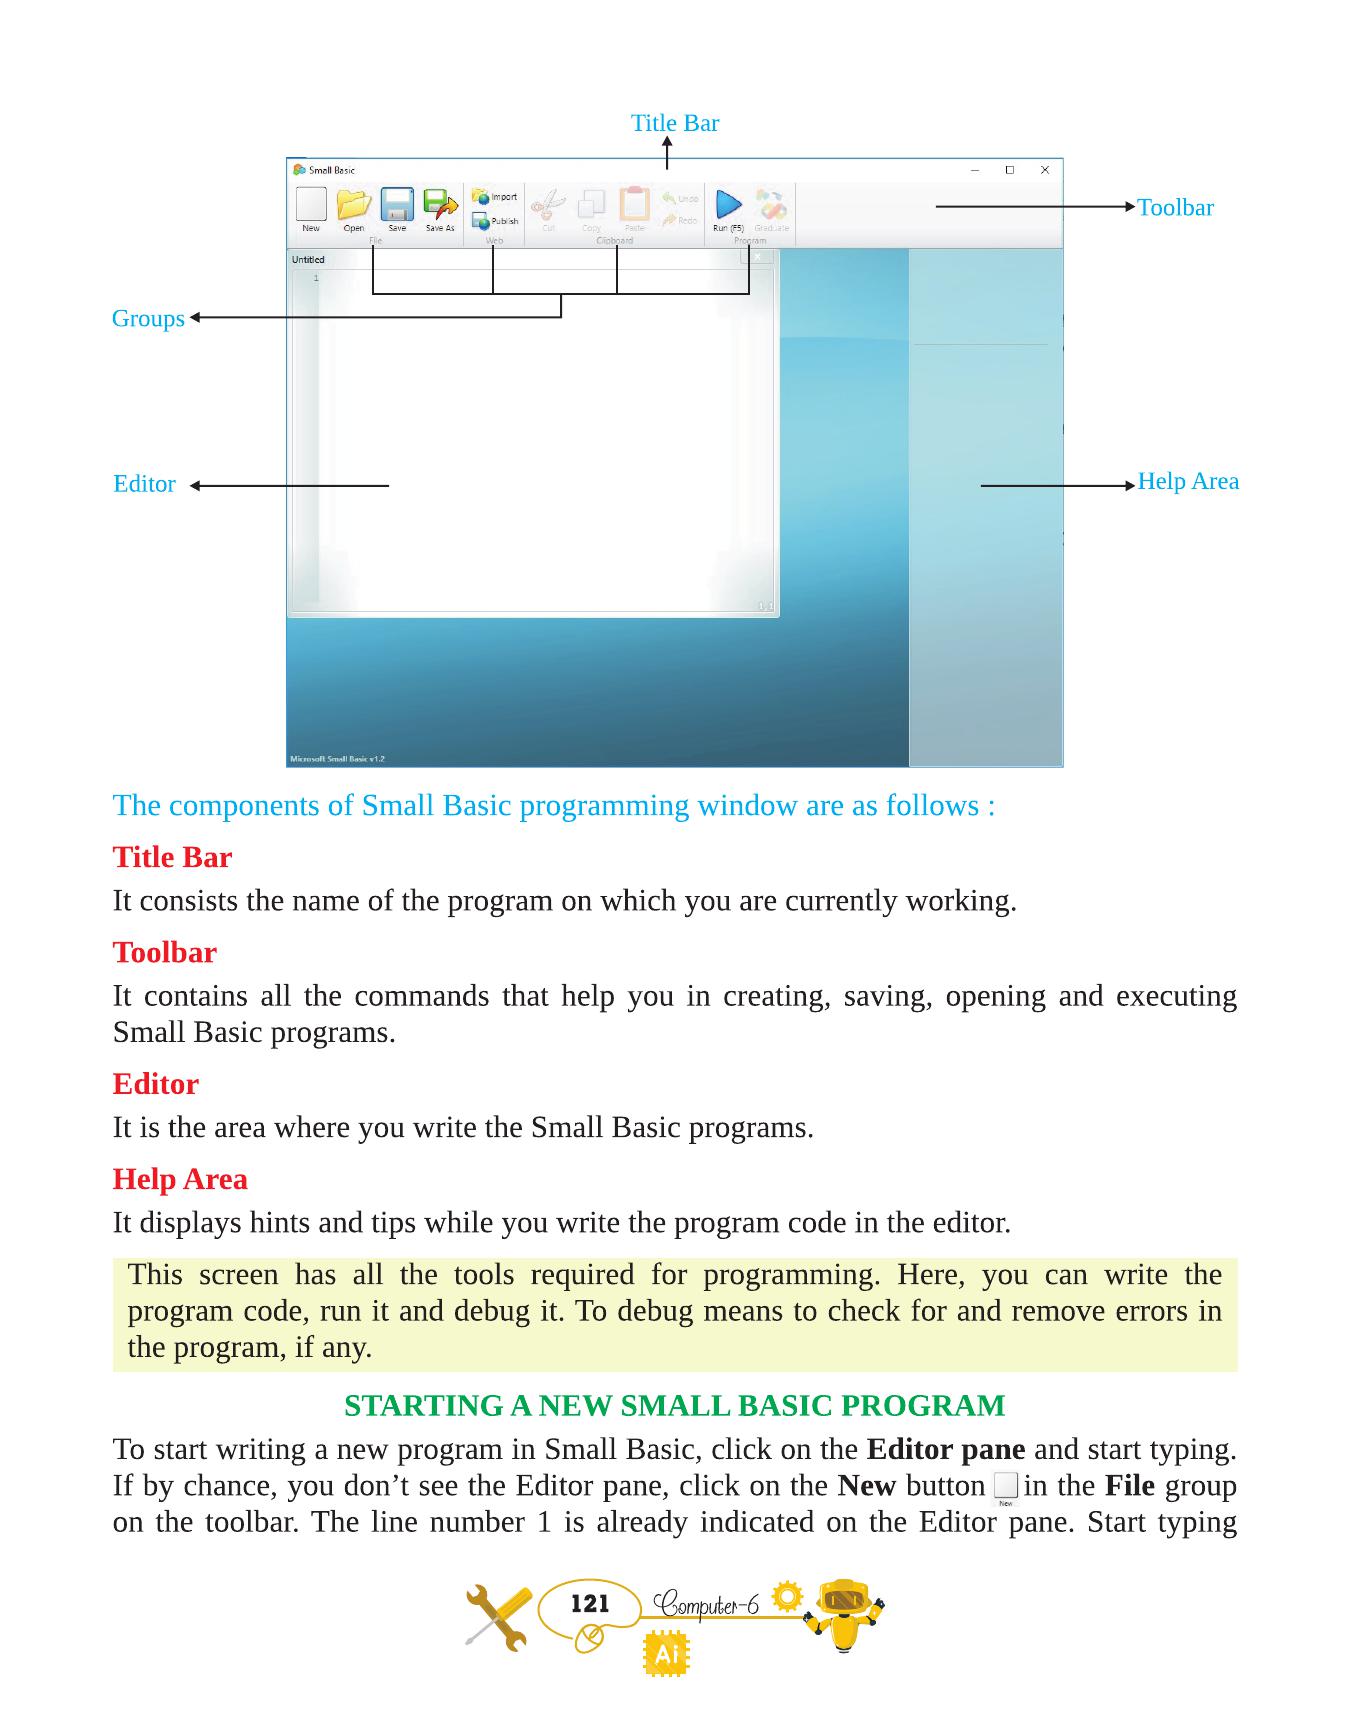 Title Bar
Small Basic
New Open Save Save As Import Publish Cut Copy Paste Undo Redo Run (F5) Graduate
File Web Clipboard Program
Toolbar
Untitled
1
Groups
Editor
Help Area
1,1
Microsoft Small Basic v1.2
The components of Small Basic programming window are as follows :
Title Bar
It consists the name of the program on which you are currently working.
Toolbar
It contains all the commands that help you in creating, saving, opening and executing
Small Basic programs.
Editor
It is the area where you write the Small Basic programs.
Help Area
It displays hints and tips while you write the program code in the editor.
This screen has all the tools required for programming. Here, you can write the
program code, run it and debug it. To debug means to check for and remove errors in
the program, if any.
STARTING A NEW SMALL BASIC PROGRAM
To start writing a new program in Small Basic, click on the Editor pane and start typing.
If by chance, you don’t see the Editor pane, click on the New button New in the File group
on the toolbar. The line number 1 is already indicated on the Editor pane. Start typing
121 Computer-6
Ai